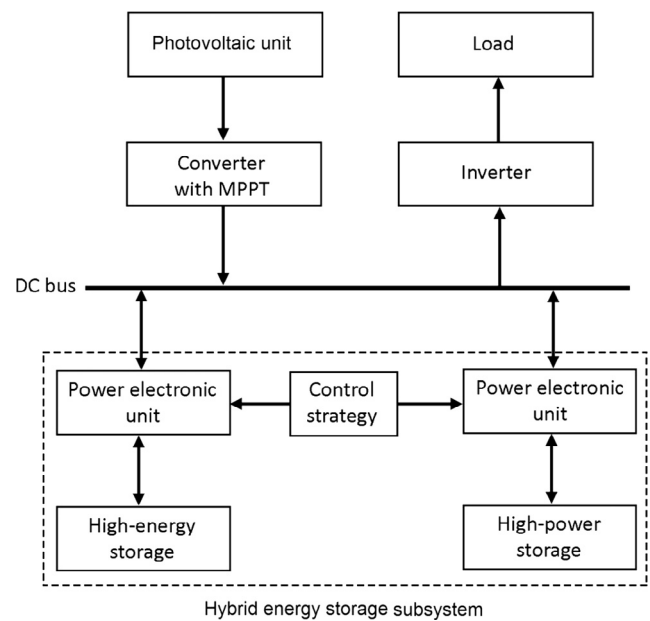 Photovoltaic unit
Load
Converter
with MPPT
Inverter
DC bus
Power electronic
unit
Control
strategy
Power electronic
unit
High-energy
storage
High-power
storage
Hybrid energy storage subsystem